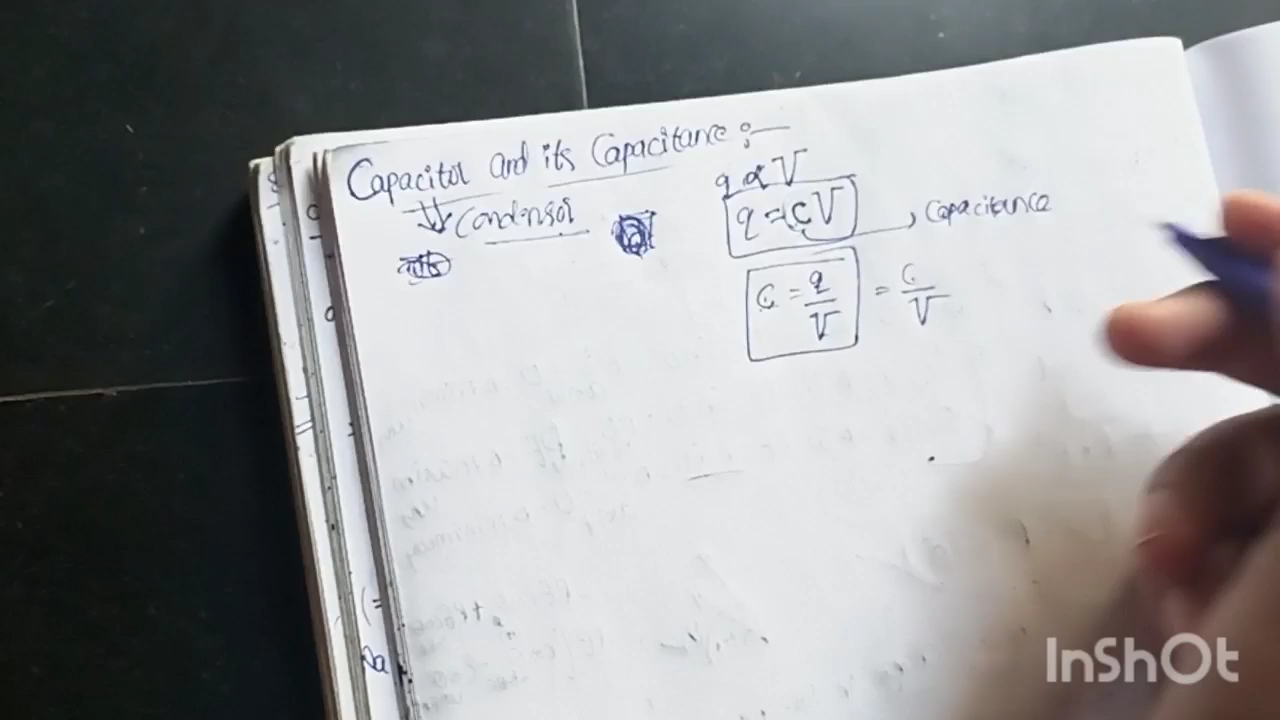 Capacitor and its Capacitance :-
Condensor
q ∝ V
q = CV
Capacitance
C = q/V = C/V
InShOt